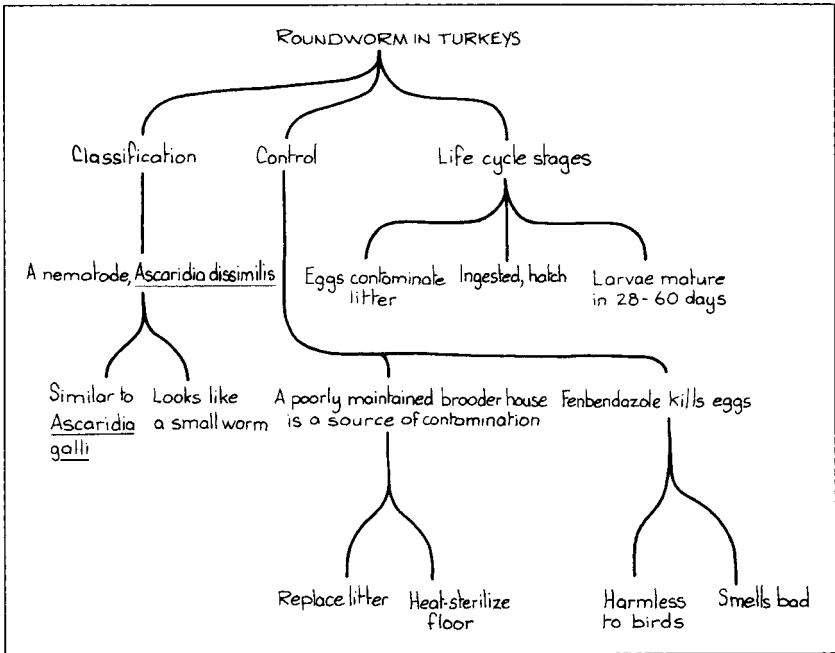 ROUNDWORM IN TURKEYS
Classification
Control
Life cycle stages
A nematode, Ascaridia dissimilis
Eggs contaminate
litter
Ingested, hatch
Larvae mature
in 28-60 days
Similar to
Ascaridia
galli
Looks like
a small worm
A poorly maintained brooder house
is a source of contamination
Fenbendazole kills eggs
Replace litter
Heat-sterilize
floor
Harmless
to birds
Smells bad